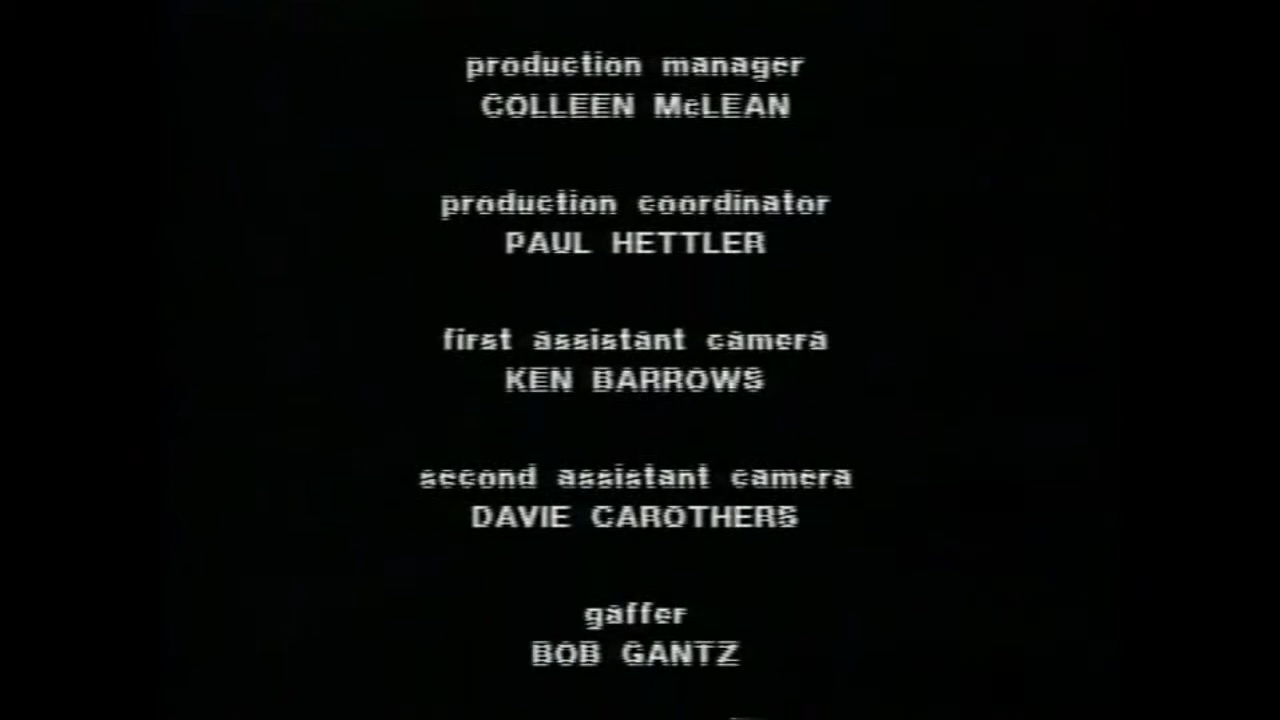 production manager
COLLEEN McLEAN
production coordinator
PAUL HETTLER
first assistant camera
KEN BARROWS
second assistant camera
DAVIE CAROTHERS
gaffer
BOB GANTZ